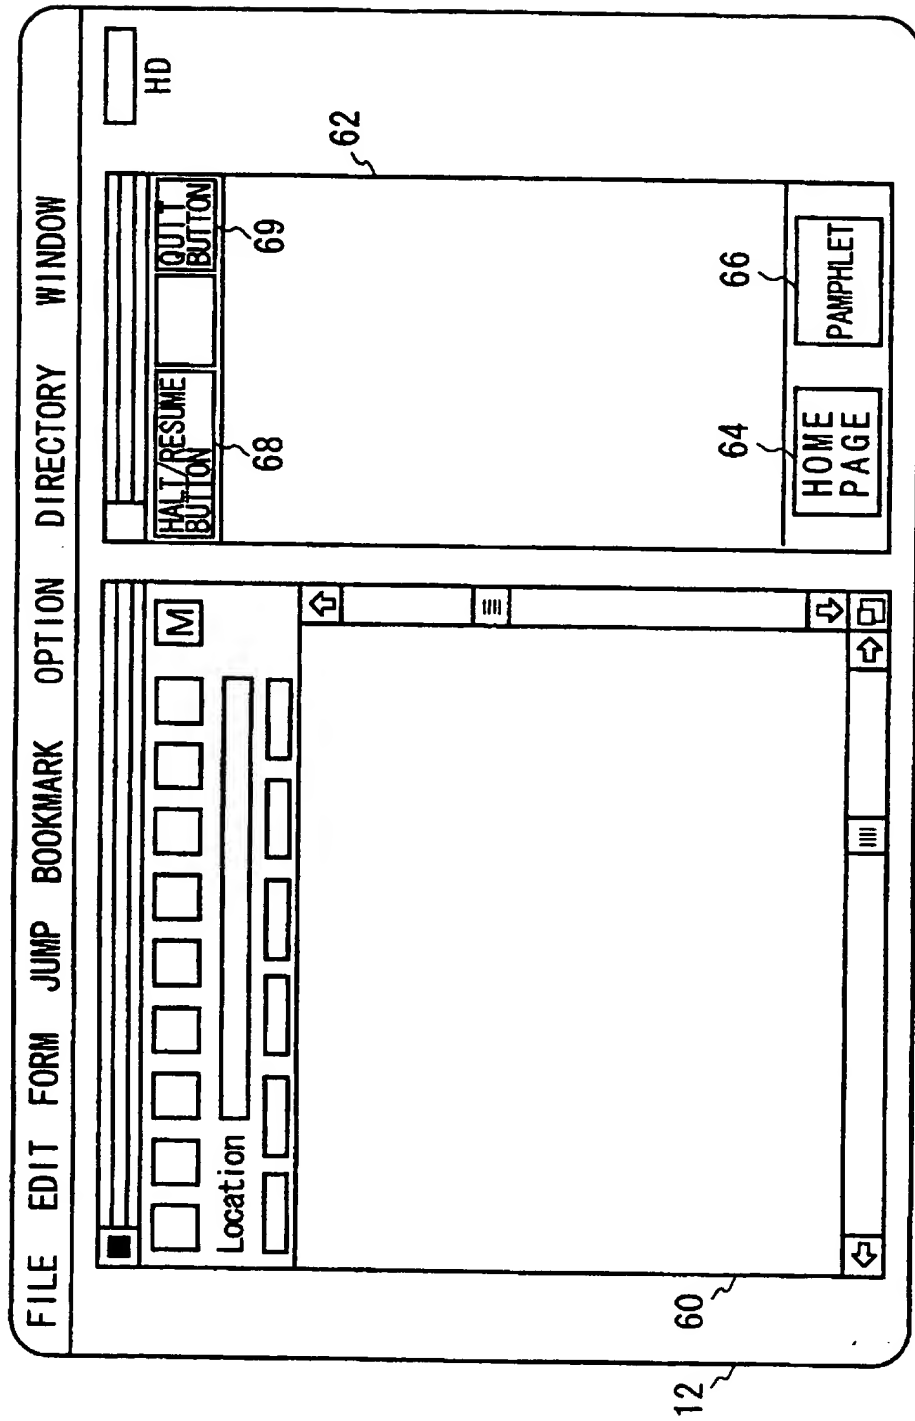 FILE EDIT FORM JUMP BOOKMARK OPTION DIRECTORY WINDOW
HD
M
HALT/RESUME
BUTTON
QUIT
BUTTON
68
69
Location
62
60
12
64
66
HOME
PAGE
PAMPHLET